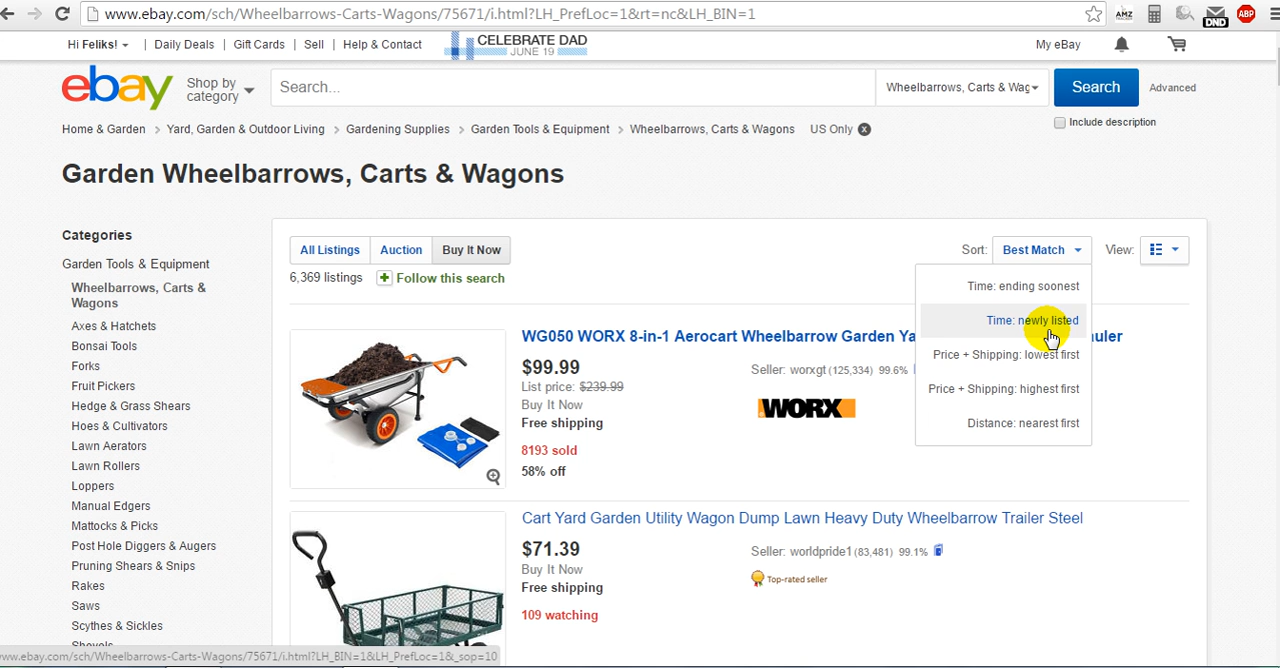 www.ebay.com/sch/Wheelbarrows-Carts-Wagons/75671/i.html?LH_PrefLoc=1&rt=nc&LH_BIN=1
AMZ
DND
ABP
Hi Feliks!
Daily Deals
Gift Cards
Sell
Help & Contact
CELEBRATE DAD
JUNE 19
My eBay
ebay
Shop by
category
Search...
Wheelbarrows, Carts & Wag
Search
Advanced
Include description
Home & Garden > Yard, Garden & Outdoor Living > Gardening Supplies > Garden Tools & Equipment > Wheelbarrows, Carts & Wagons US Only
Garden Wheelbarrows, Carts & Wagons
Categories
Garden Tools & Equipment
Wheelbarrows, Carts &
Wagons
Axes & Hatchets
Bonsai Tools
Forks
Fruit Pickers
Hedge & Grass Shears
Hoes & Cultivators
Lawn Aerators
Lawn Rollers
Loppers
Manual Edgers
Mattocks & Picks
Post Hole Diggers & Augers
Pruning Shears & Snips
Rakes
Saws
Scythes & Sickles
Shovels
All Listings
Auction
Buy It Now
Sort: Best Match
View:
6,369 listings
Follow this search
Time: ending soonest
Time: newly listed
Price + Shipping: lowest first
Price + Shipping: highest first
Distance: nearest first
WG050 WORX 8-in-1 Aerocart Wheelbarrow Garden Ya
uler
$99.99
List price: $239.99
Buy It Now
Free shipping
8193 sold
58% off
Seller: worxgt (125,334) 99.6%
WORX
Cart Yard Garden Utility Wagon Dump Lawn Heavy Duty Wheelbarrow Trailer Steel
$71.39
Buy It Now
Free shipping
109 watching
Seller: worldpride1 (83,481) 99.1%
Top-rated seller
www.ebay.com/sch/Wheelbarrows-Carts-Wagons/75671/i.html?LH_BIN=1&LH_PrefLoc=1&_sop=10